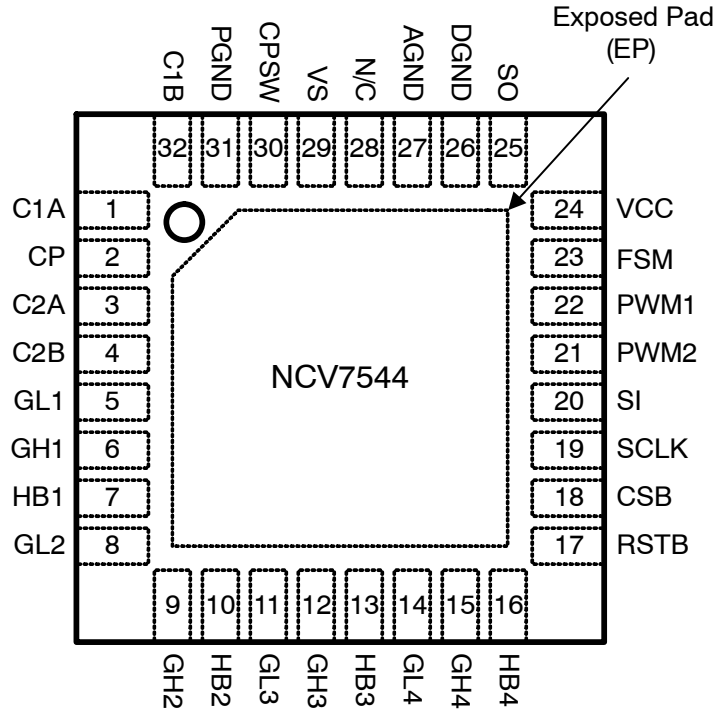 Exposed Pad
(EP)
C1B PGND CPSW VS N/C AGND DGND SO
32 31 30 29 28 27 26 25
C1A 1 24 VCC
CP 2 23 FSM
C2A 3 22 PWM1
C2B 4 21 PWM2
NCV7544
GL1 5 20 SI
GH1 6 19 SCLK
HB1 7 18 CSB
GL2 8 17 RSTB
9 10 11 12 13 14 15 16
GH2 HB2 GL3 GH3 HB3 GL4 GH4 HB4